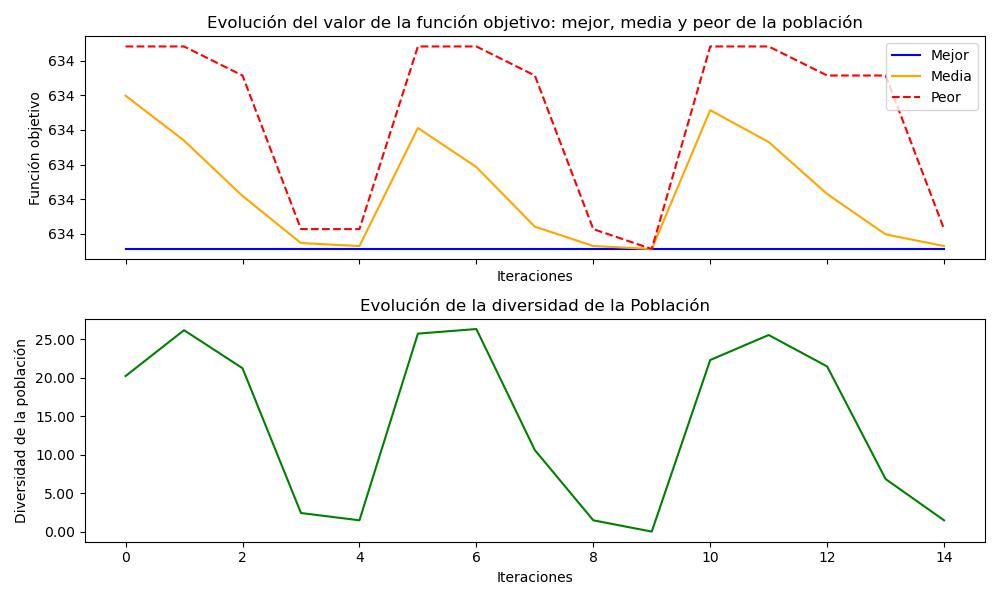 Evolución del valor de la función objetivo: mejor, media y peor de la población
Función objetivo
634
634
634
634
634
634
Mejor
Media
Peor
Iteraciones
Evolución de la diversidad de la Población
Diversidad de la población
25.00
20.00
15.00
10.00
5.00
0.00
0 2 4 6 8 10 12 14
Iteraciones